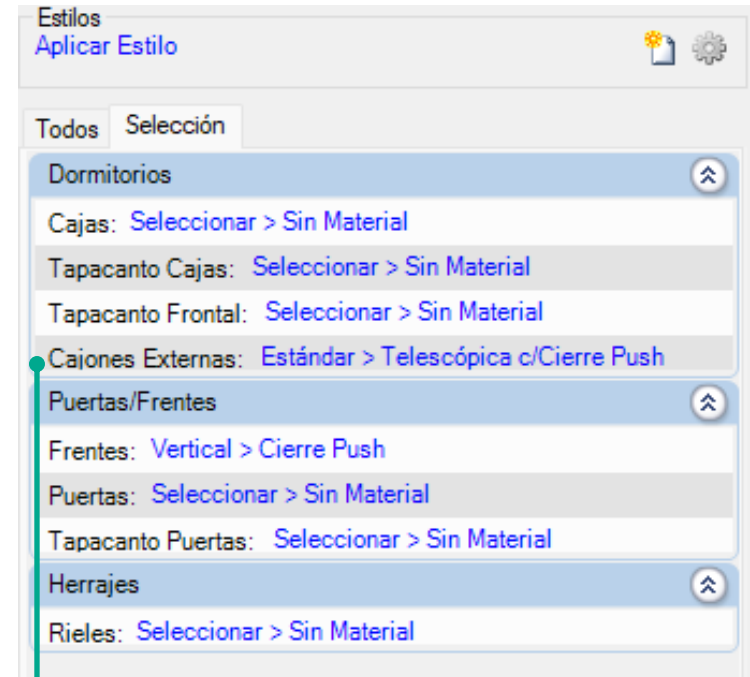 Estilos
Aplicar Estilo
Todos Selección
Dormitorios
Cajas: Seleccionar > Sin Material
Tapacanto Cajas: Seleccionar > Sin Material
Tapacanto Frontal: Seleccionar > Sin Material
Cajones Externas: Estándar > Telescópica c/Cierre Push
Puertas/Frentes
Frentes: Vertical > Cierre Push
Puertas: Seleccionar > Sin Material
Tapacanto Puertas: Seleccionar > Sin Material
Herrajes
Rieles: Seleccionar > Sin Material